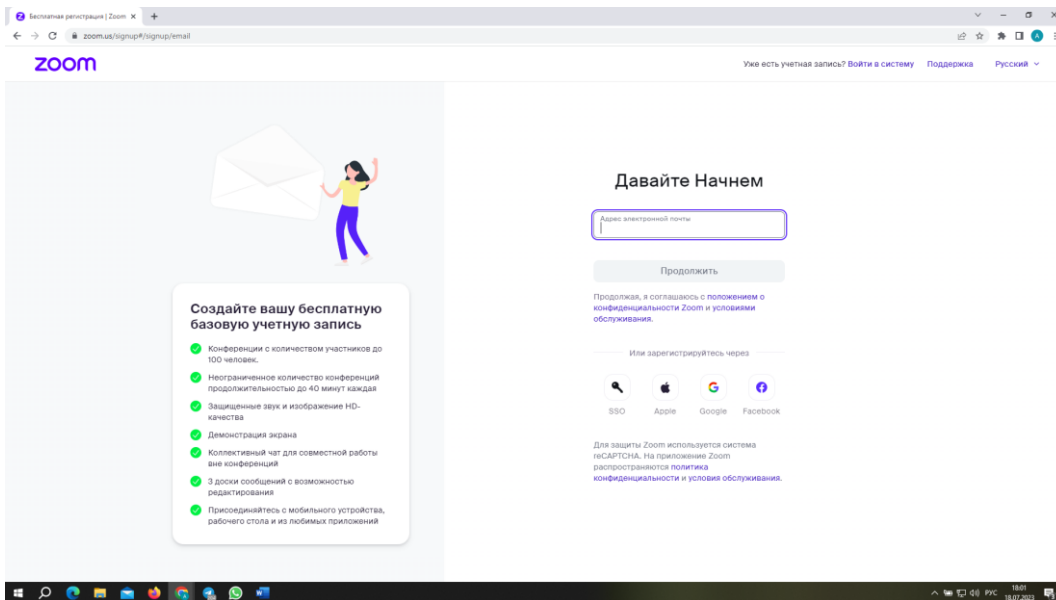 Бесплатная регистрация | Zoom
zoom.us/signup#/signup/email
A
zoom
Уже есть учетная запись? Войти в систему Поддержка Русский
Давайте Начнем
Адрес электронной почты
Продолжить
Продолжая, я соглашаюсь с положением о
конфиденциальности Zoom и условиями
обслуживания.
Или зарегистрируйтесь через
SSO Apple Google Facebook
Для защиты Zoom используется система
reCAPTCHA. На приложение Zoom
распространяются политика
конфиденциальности и условия обслуживания.
Создайте вашу бесплатную
базовую учетную запись
Конференции с количеством участников до
100 человек.
Неограниченное количество конференций
продолжительностью до 40 минут каждая
Защищенные звук и изображение HD-
качества
Демонстрация экрана
Коллективный чат для совместной работы
вне конференций
3 доски сообщений с возможностью
редактирования
Присоединяйтесь с мобильного устройства,
рабочего стола и из любимых приложений
РУС
18:01
18.07.2023